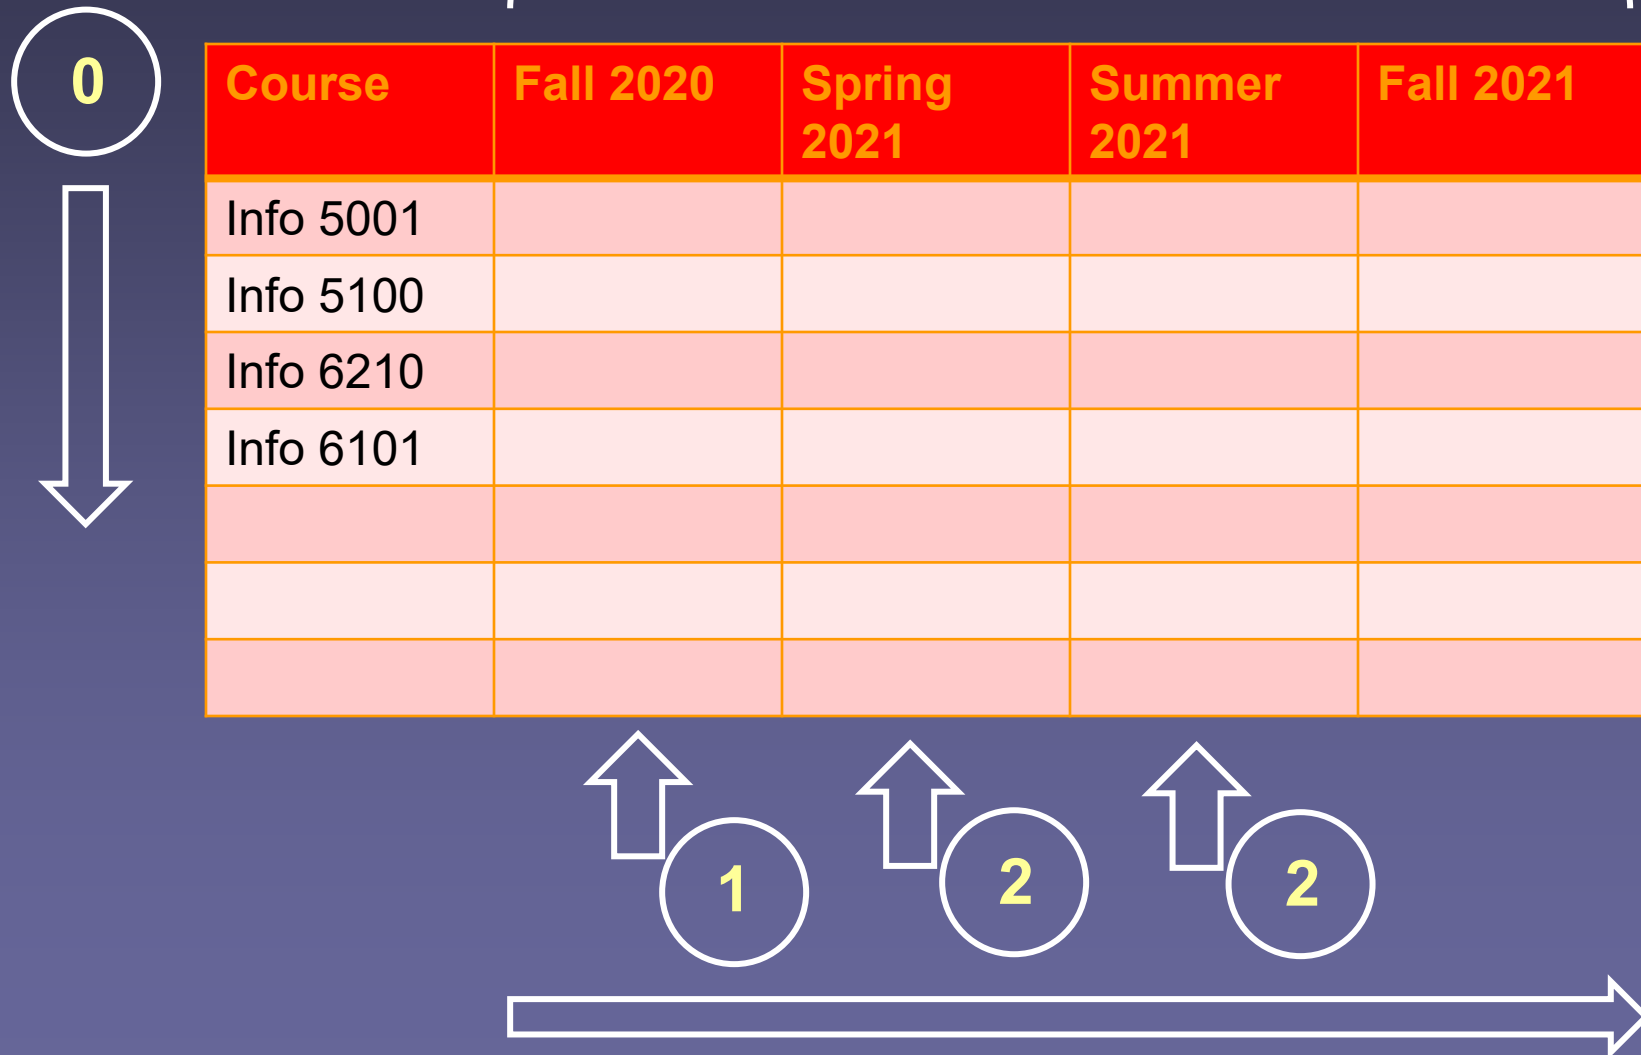 0
Course Fall 2020 Spring 2021 Summer 2021 Fall 2021
Info 5001
Info 5100
Info 6210
Info 6101
1 2 2